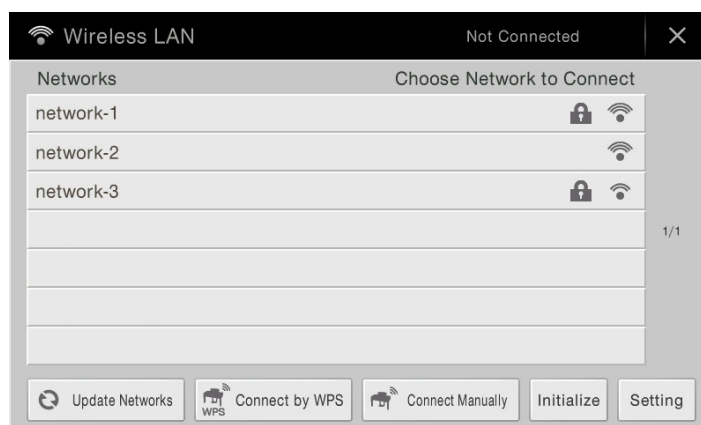 Wireless LAN Not Connected
Networks Choose Network to Connect
network-1
network-2
network-3
1/1
Update Networks WPS Connect by WPS Connect Manually Initialize Setting